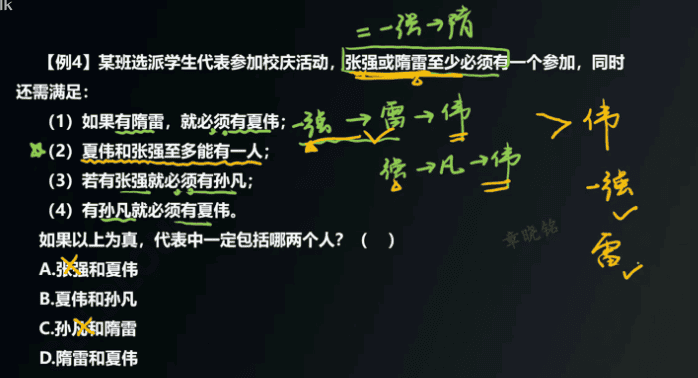 lk
= -强→隋
【例4】某班选派学生代表参加校庆活动，张强或隋雷至少必须有一个参加，同时
还需满足：
（1）如果有隋雷，就必须有夏伟；
-强→雷→伟
（2）夏伟和张强至多能有一人；
（3）若有张强就必须有孙凡；
强→凡→伟
（4）有孙凡就必须有夏伟。
> 伟
-强
雷
章晓铭
如果以上为真，代表中一定包括哪两个人？（ ）
A.张强和夏伟
B.夏伟和孙凡
C.孙凡和隋雷
D.隋雷和夏伟